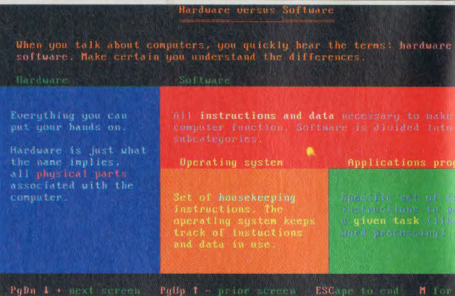 Hardware versus Software
When you talk about computers, you quickly hear the terms: hardware
software. Make certain you understand the differences.
Hardware
Software
Everything you can
put your hands on.
Hardware is just what
the name implies,
all physical parts
associated with the
computer.
All instructions and data necessary to make
computer function. Software is divided into
subcategories.
Operating system
Applications prog
Set of housekeeping
instructions. The
operating system keeps
track of instuctions
and data in use.
Specific set of
instructions
a given task
word processing
PgDn ↓ + next screen PgUp ↑ - prior screen ESCape to end M for